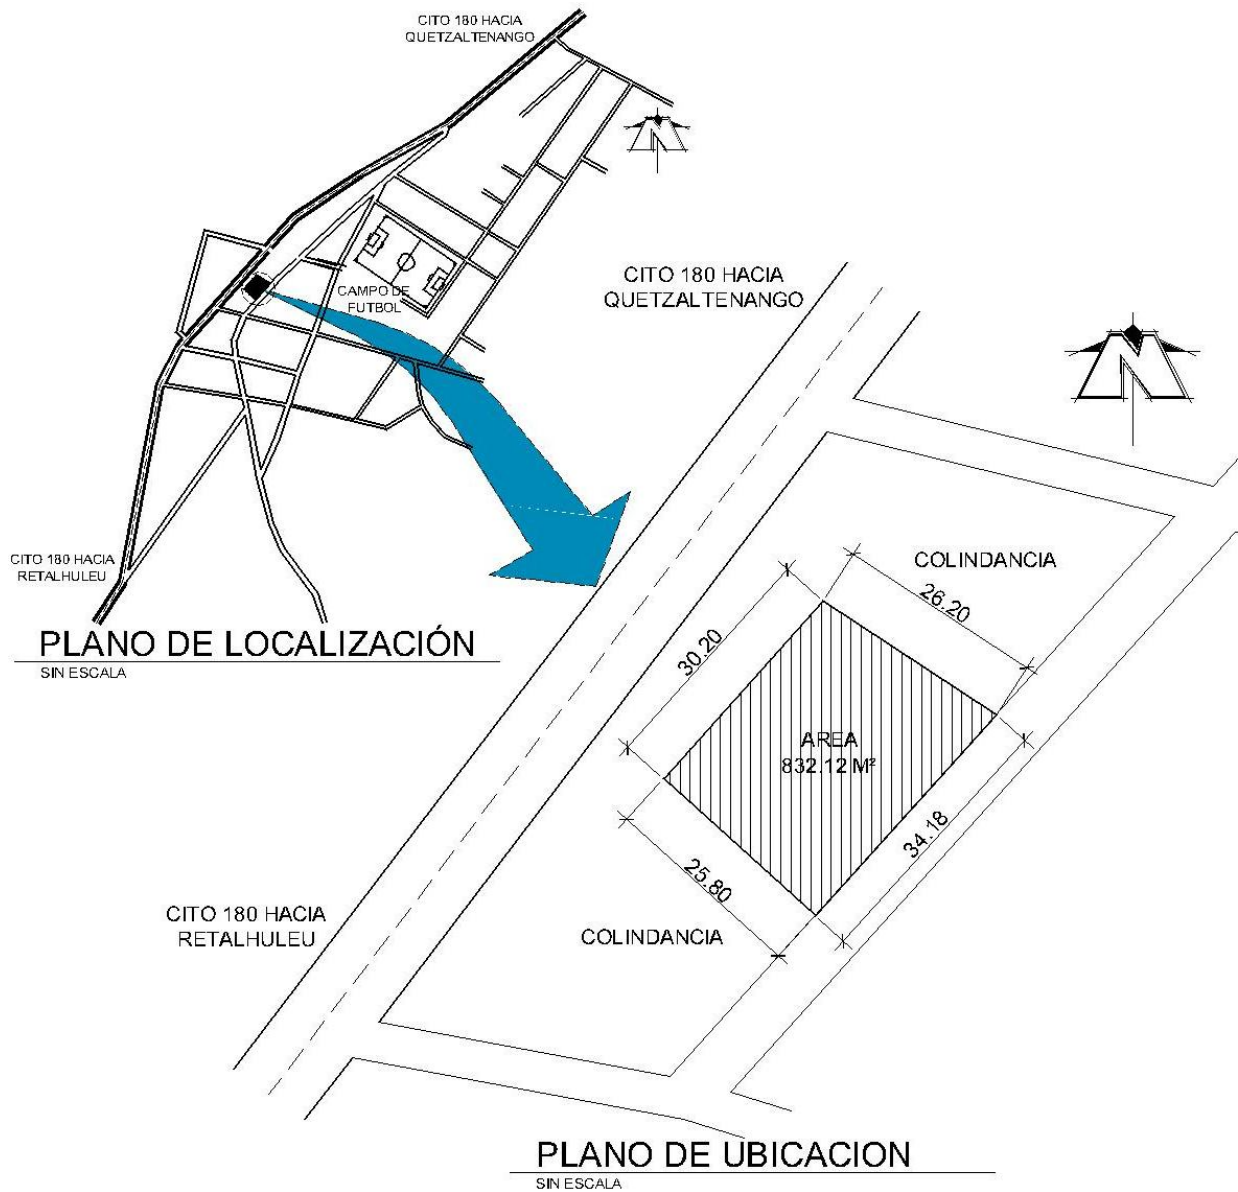 CITO 180 HACIA
QUETZALTENANGO
N
CAMPO DE
FUTBOL
CITO 180 HACIA
RETALHULEU
PLANO DE LOCALIZACIÓN
SIN ESCALA
CITO 180 HACIA
QUETZALTENANGO
N
COLINDANCIA
26.20
30.20
AREA
832.12 M²
34.18
25.80
CITO 180 HACIA
RETALHULEU
COLINDANCIA
PLANO DE UBICACION
SIN ESCALA